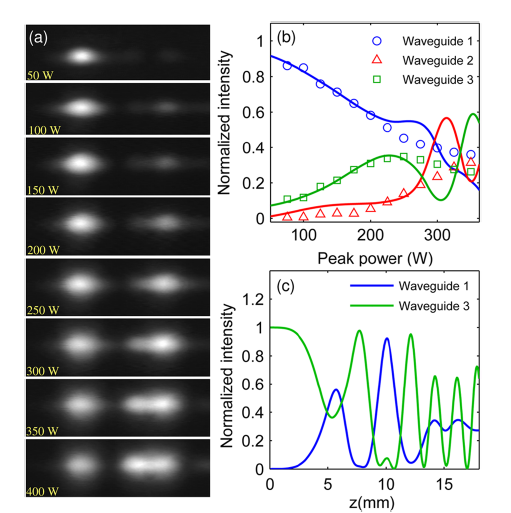 (a)
50 W
100 W
150 W
200 W
250 W
300 W
350 W
400 W
(b)
Waveguide 1
Waveguide 2
Waveguide 3
1
0.8
0.6
0.4
0.2
0
Normalized intensity
100 200 300
Peak power (W)
(c)
Waveguide 1
Waveguide 3
1.2
1
0.8
0.6
0.4
0.2
0
Normalized intensity
0 5 10 15
z(mm)